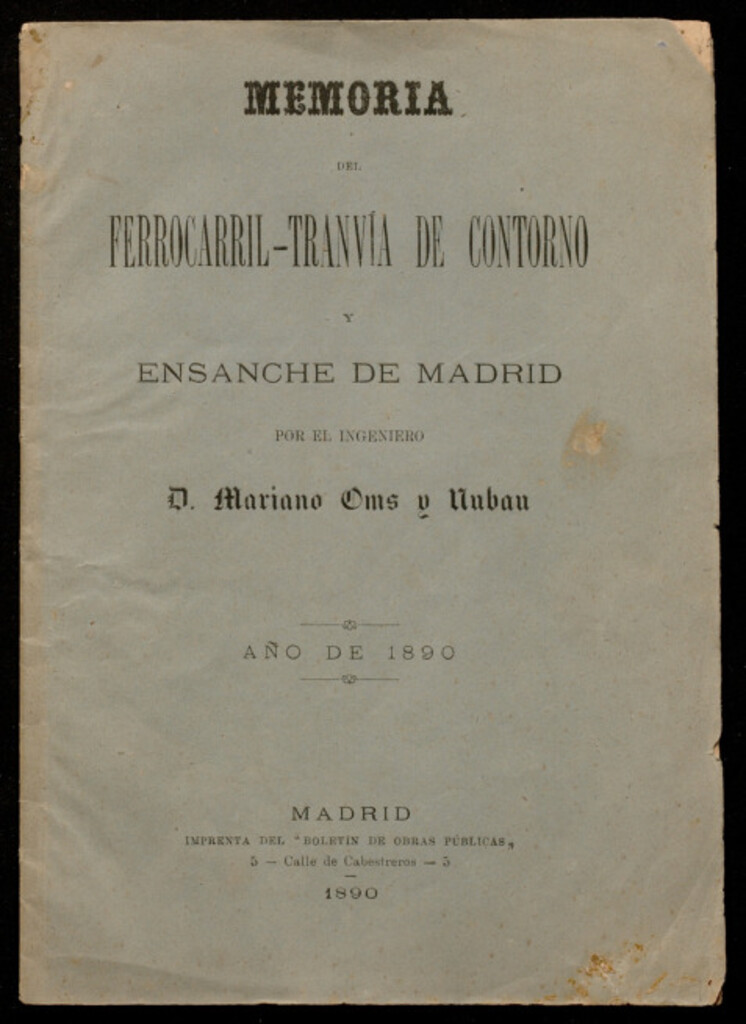 MEMORIA
DEL
FERROCARRIL-TRANVÍA DE CONTORNO
Y
ENSANCHE DE MADRID
POR EL INGENIERO
D. Mariano Oms y Nubau
AÑO DE 1890
MADRID
IMPRENTA DEL "BOLETÍN DE OBRAS PÚBLICAS„
5 — Calle de Cabestreros — 5
1890